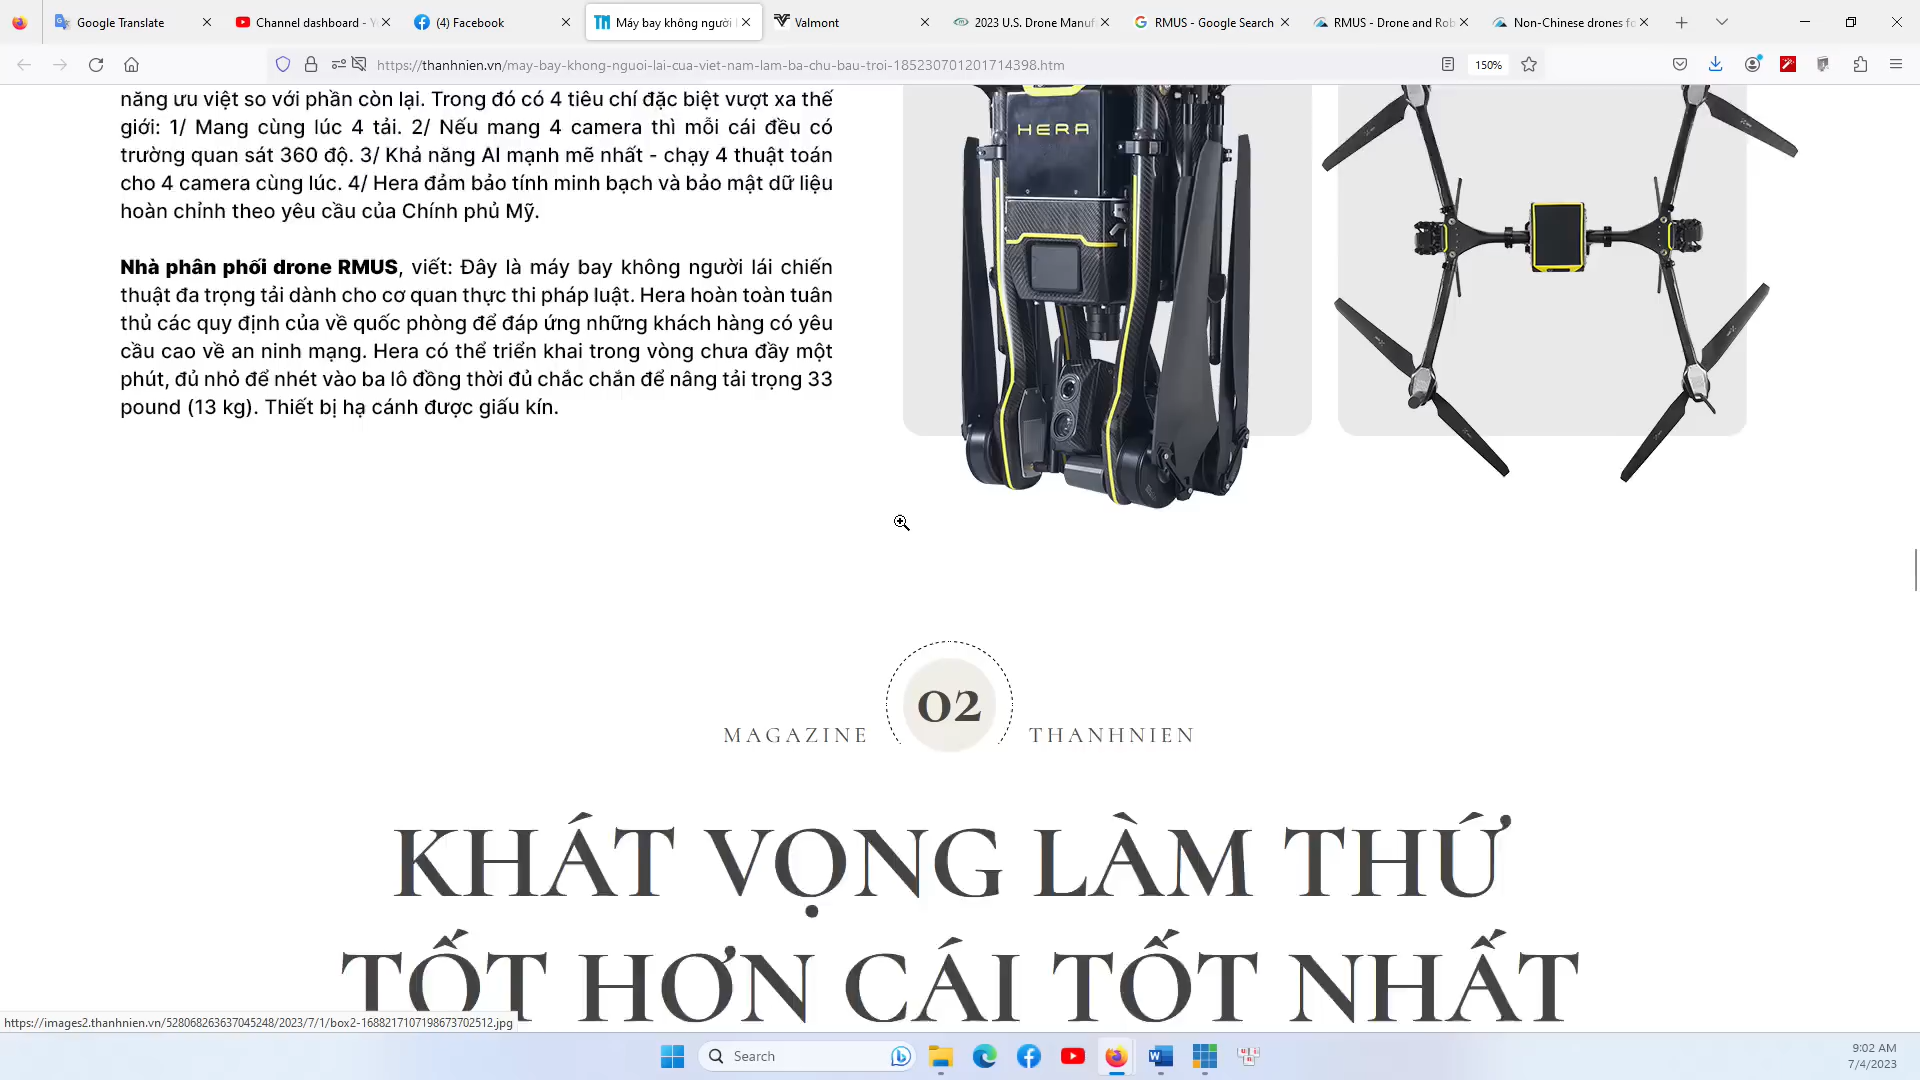 Google Translate
Channel dashboard - Y
(4) Facebook
Máy bay không người l
Valmont
2023 U.S. Drone Manuf
RMUS - Google Search
RMUS - Drone and Rob
Non-Chinese drones fo
https://thanhnien.vn/may-bay-khong-nguoi-lai-cua-viet-nam-lam-ba-chu-bau-troi-185230701201714398.htm
150%
năng ưu việt so với phần còn lại. Trong đó có 4 tiêu chí đặc biệt vượt xa thế
giới: 1/ Mang cùng lúc 4 tải. 2/ Nếu mang 4 camera thì mỗi cái đều có
trường quan sát 360 độ. 3/ Khả năng AI mạnh mẽ nhất - chạy 4 thuật toán
cho 4 camera cùng lúc. 4/ Hera đảm bảo tính minh bạch và bảo mật dữ liệu
hoàn chỉnh theo yêu cầu của Chính phủ Mỹ.
Nhà phân phối drone RMUS, viết: Đây là máy bay không người lái chiến
thuật đa trọng tải dành cho cơ quan thực thi pháp luật. Hera hoàn toàn tuân
thủ các quy định của về quốc phòng để đáp ứng những khách hàng có yêu
cầu cao về an ninh mạng. Hera có thể triển khai trong vòng chưa đầy một
phút, đủ nhỏ để nhét vào ba lô đồng thời đủ chắc chắn để nâng tải trọng 33
pound (13 kg). Thiết bị hạ cánh được giấu kín.
HERA
02
MAGAZINE THANHNIEN
KHÁT VỌNG LÀM THỨ
TỐT HƠN CÁI TỐT NHẤT
https://images2.thanhnien.vn/528068263637045248/2023/7/1/box2-1688217107198673702512.jpg
Search
9:02 AM
7/4/2023